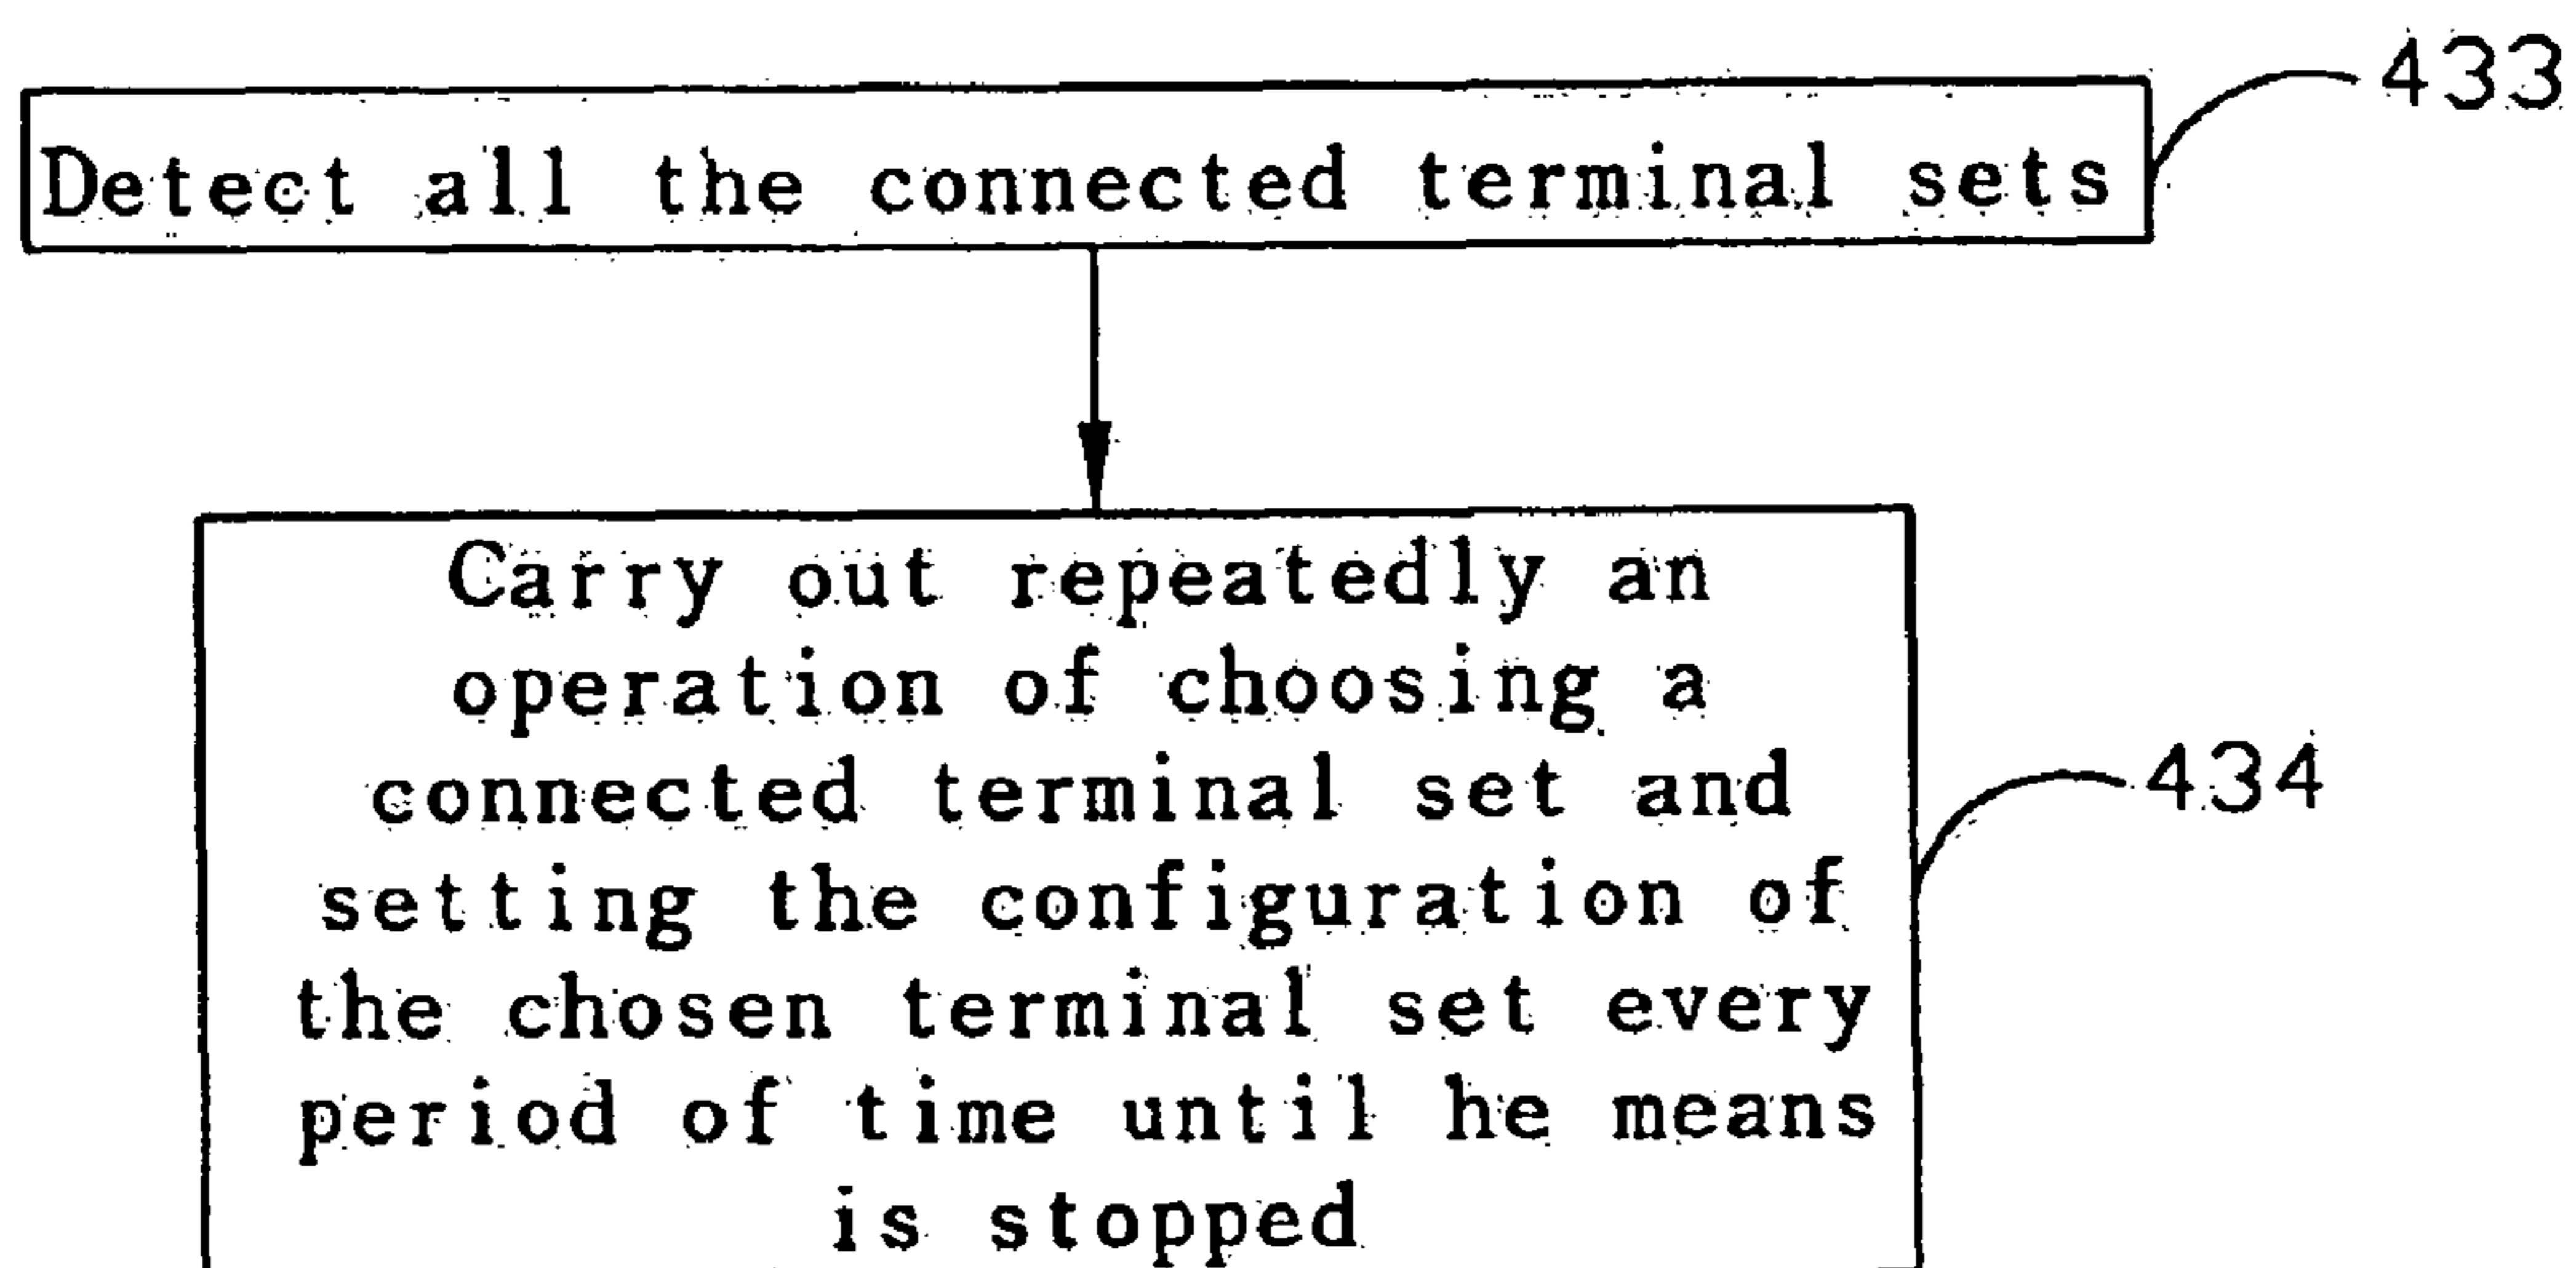 433
Detect all the connected terminal sets
Carry out repeatedly an
operation of choosing a
connected terminal set and
434
setting the configuration of
the chosen terminal set every
period of time until he means
is stopped